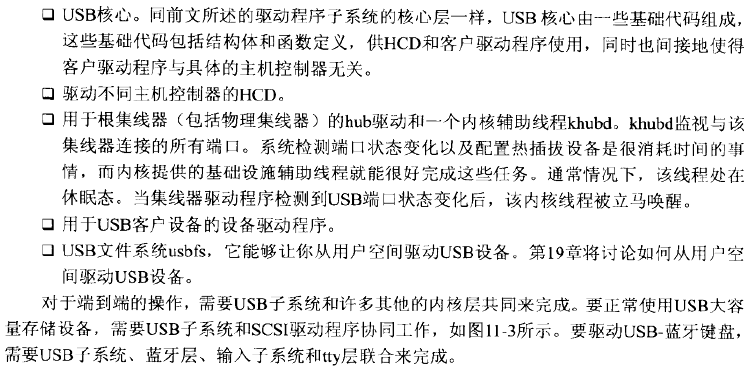 ❑ USB核心。同前文所述的驱动程序子系统的核心层一样，USB 核心由一些基础代码组成，
这些基础代码包括结构体和函数定义，供HCD和客户驱动程序使用，同时也间接地使得
客户驱动程序与具体的主机控制器无关。
❑ 驱动不同主机控制器的HCD。
❑ 用于根集线器（包括物理集线器）的hub驱动和一个内核辅助线程khubd。khubd监视与该
集线器连接的所有端口。系统检测端口状态变化以及配置热插拔设备是很消耗时间的事
情，而内核提供的基础设施辅助线程就能很好完成这些任务。通常情况下，该线程处在
休眠态。当集线器驱动程序检测到USB端口状态变化后，该内核线程被立马唤醒。
❑ 用于USB客户设备的设备驱动程序。
❑ USB文件系统usbfs，它能够让你从用户空间驱动USB设备。第19章将讨论如何从用户空
间驱动USB设备。
对于端到端的操作，需要USB子系统和许多其他的内核层共同来完成。要正常使用USB大容
量存储设备，需要USB子系统和SCSI驱动程序协同工作，如图11-3所示。要驱动USB-蓝牙键盘，
需要USB子系统、蓝牙层、输入子系统和tty层联合来完成。